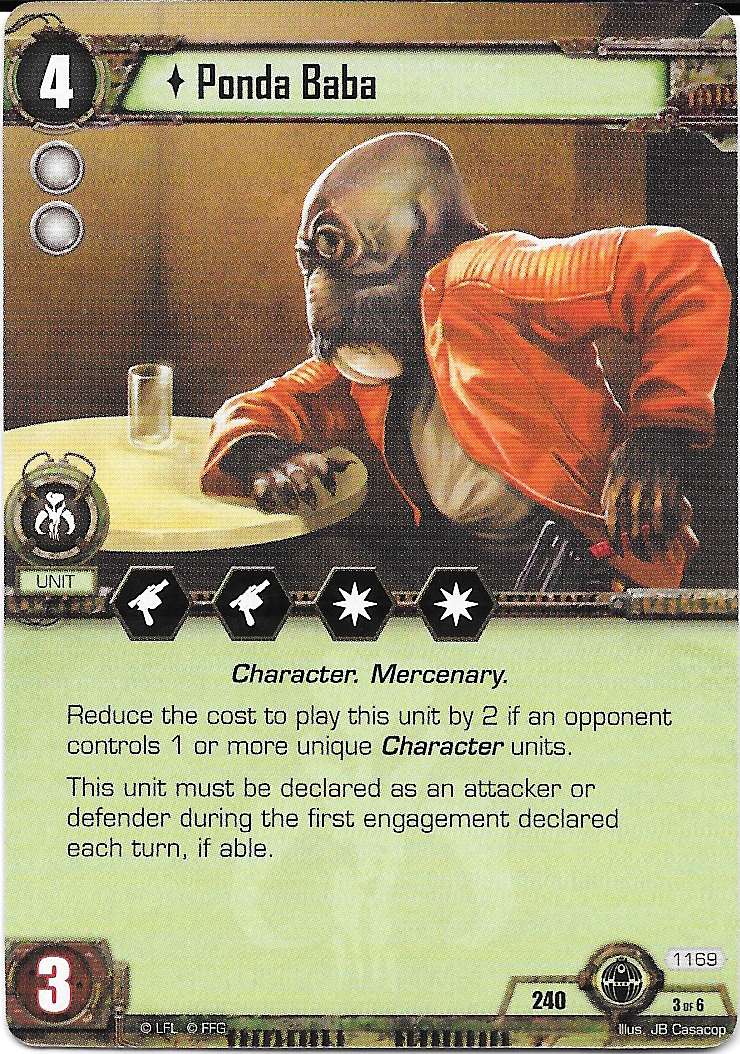 4
Ponda Baba
UNIT
Character. Mercenary.
Reduce the cost to play this unit by 2 if an opponent
controls 1 or more unique Character units.
This unit must be declared as an attacker or
defender during the first engagement declared
each turn, if able.
3
1169
240
3 OF 6
© LFL © FFG
Illus. JB Casacop